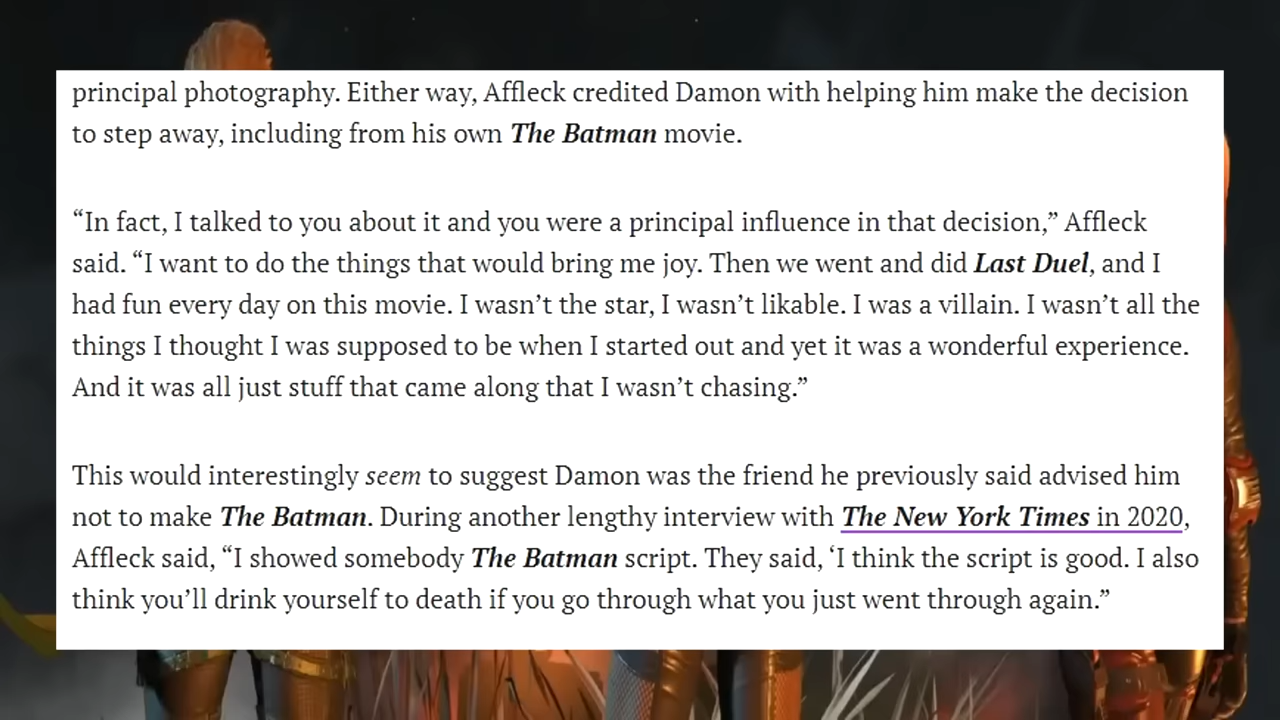 principal photography. Either way, Affleck credited Damon with helping him make the decision
to step away, including from his own The Batman movie.
“In fact, I talked to you about it and you were a principal influence in that decision,” Affleck
said. “I want to do the things that would bring me joy. Then we went and did Last Duel, and I
had fun every day on this movie. I wasn’t the star, I wasn’t likable. I was a villain. I wasn’t all the
things I thought I was supposed to be when I started out and yet it was a wonderful experience.
And it was all just stuff that came along that I wasn’t chasing.”
This would interestingly seem to suggest Damon was the friend he previously said advised him
not to make The Batman. During another lengthy interview with The New York Times in 2020,
Affleck said, “I showed somebody The Batman script. They said, ‘I think the script is good. I also
think you’ll drink yourself to death if you go through what you just went through again.”